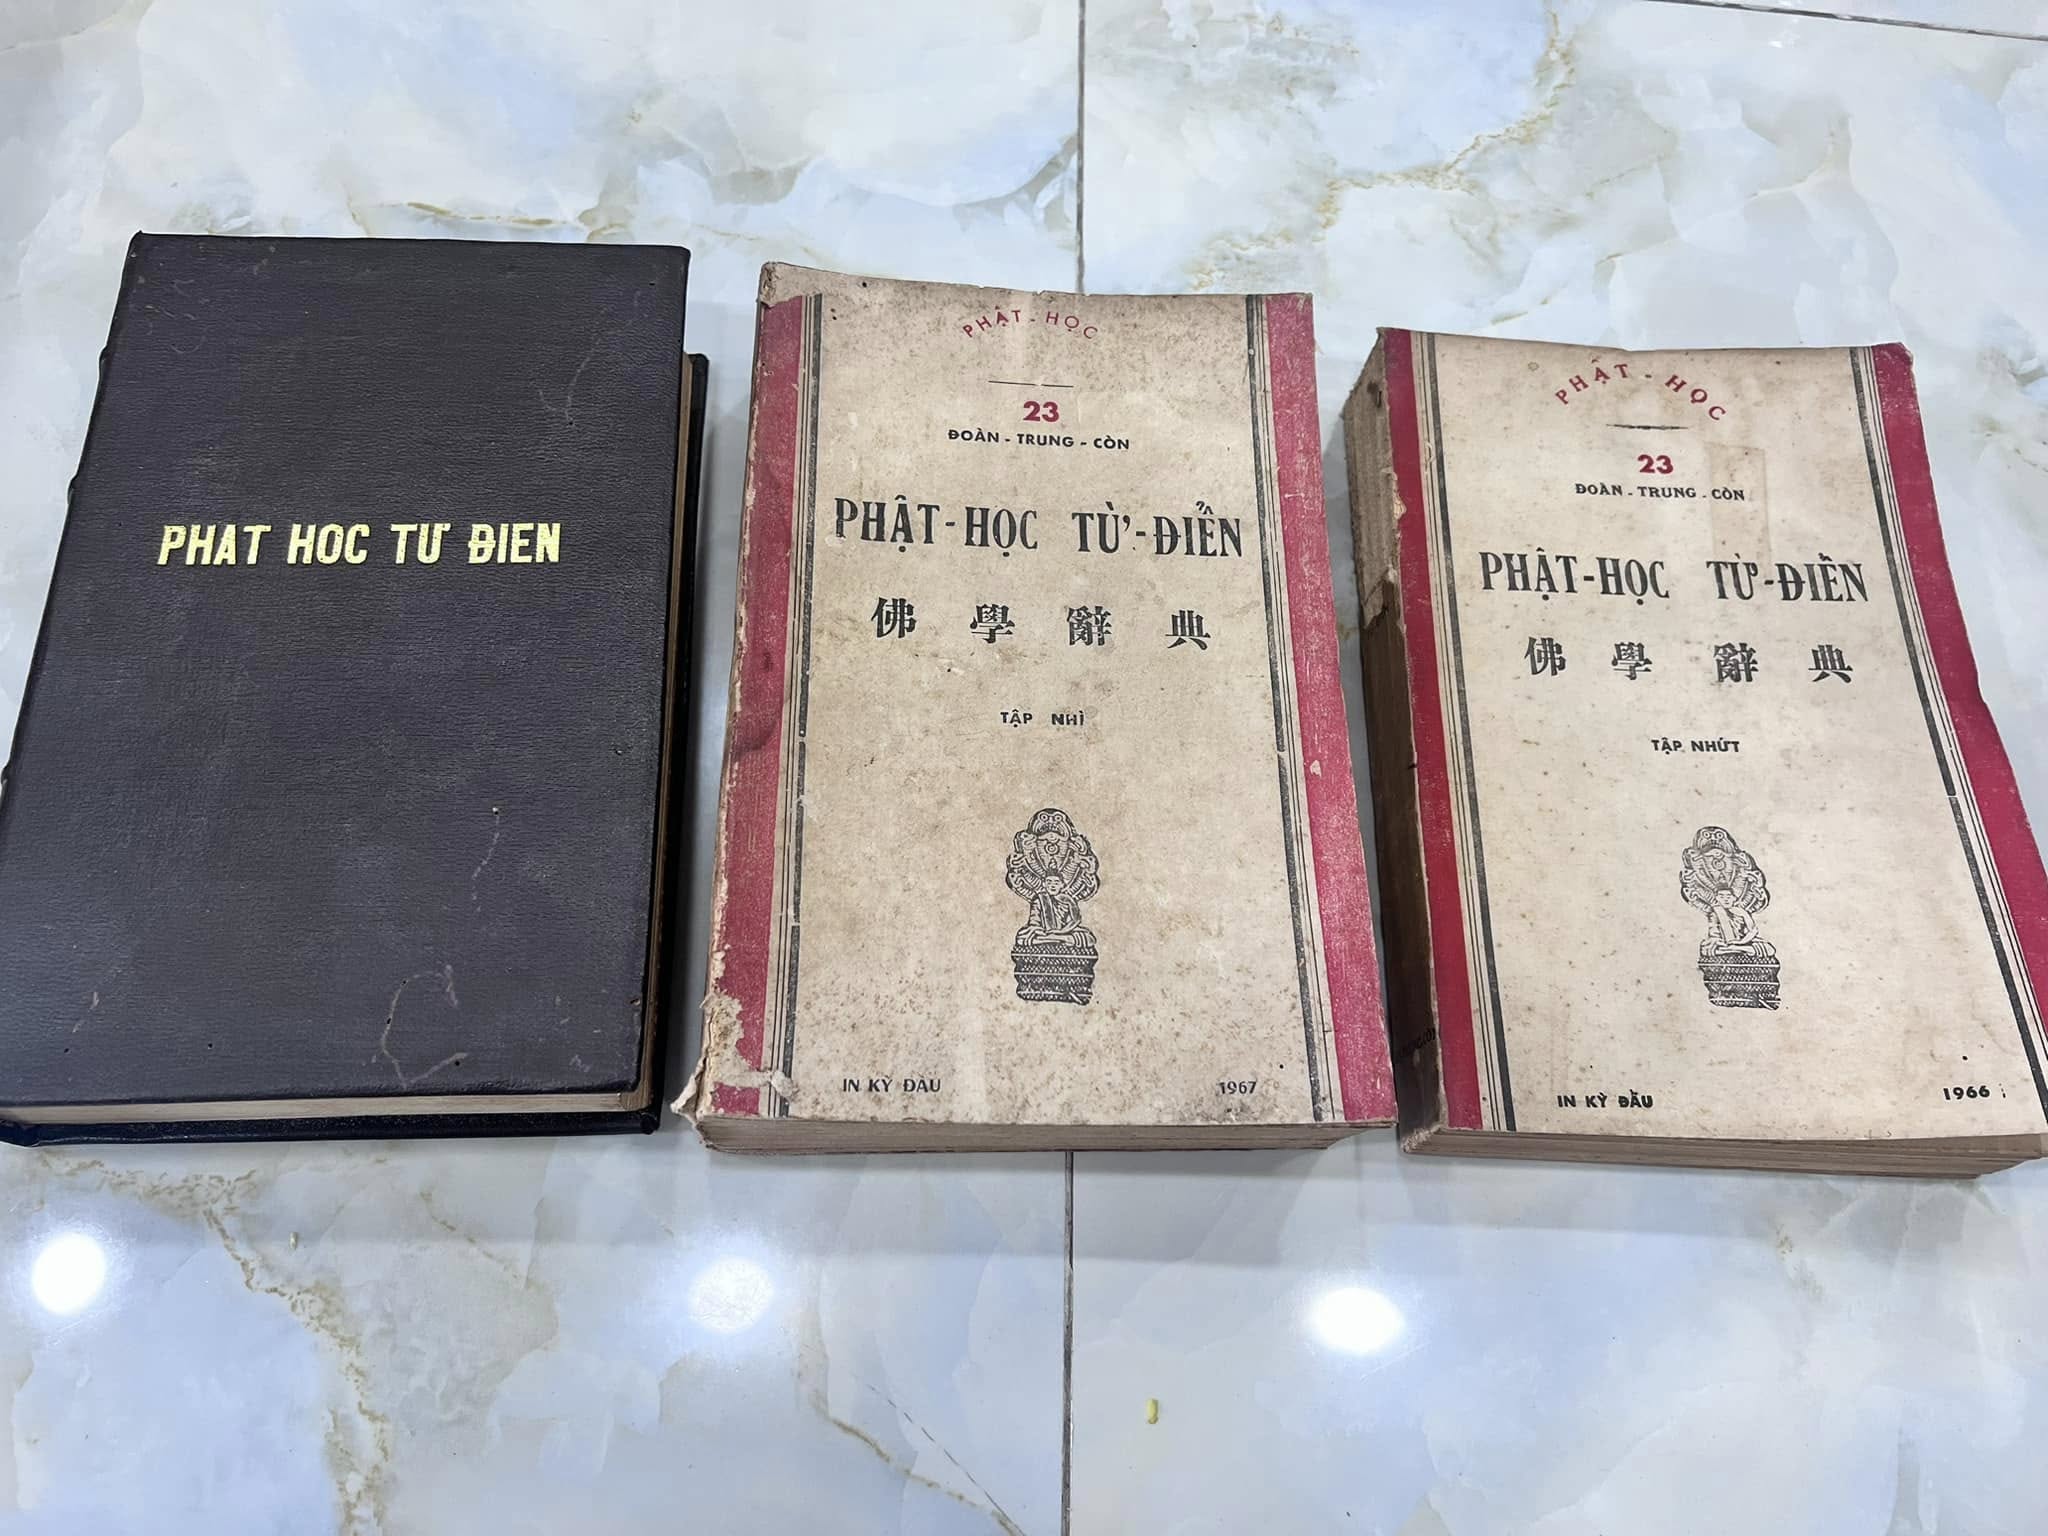 PHAT HOC TƯ ĐIEN
PHẬT - HỌC
23
ĐOÀN - TRUNG - CÒN
PHẬT-HỌC TỪ-ĐIỂN
佛 學 辭 典
TẬP NHÌ
IN KỲ ĐẦU 1967
PHẬT - HỌC
23
ĐOÀN - TRUNG - CÒN
PHẬT-HỌC TỪ-ĐIỂN
佛 學 辭 典
TẬP NHỨT
IN KỲ ĐẦU 1966